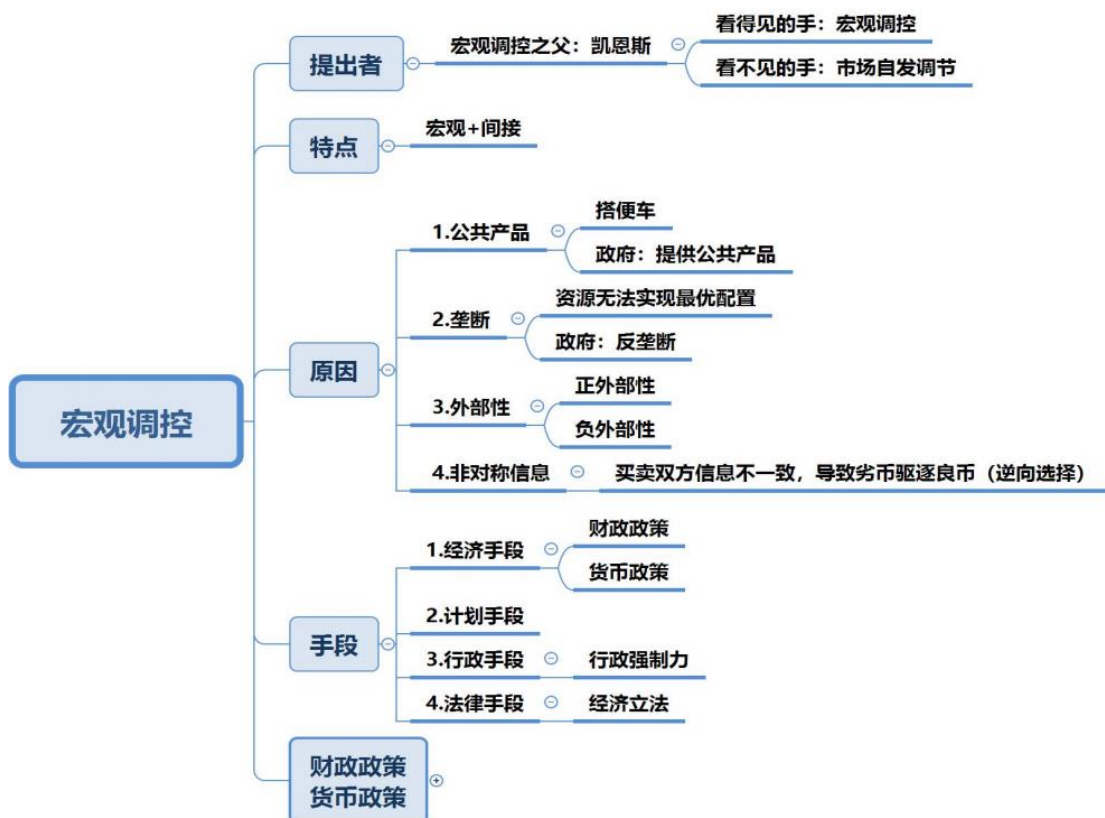 宏观调控
提出者
宏观调控之父：凯恩斯
看得见的手：宏观调控
看不见的手：市场自发调节
特点
宏观+间接
原因
1.公共产品
搭便车
政府：提供公共产品
2.垄断
资源无法实现最优配置
政府：反垄断
3.外部性
正外部性
负外部性
4.非对称信息
买卖双方信息不一致，导致劣币驱逐良币（逆向选择）
手段
1.经济手段
财政政策
货币政策
2.计划手段
3.行政手段
行政强制力
4.法律手段
经济立法
财政政策
货币政策